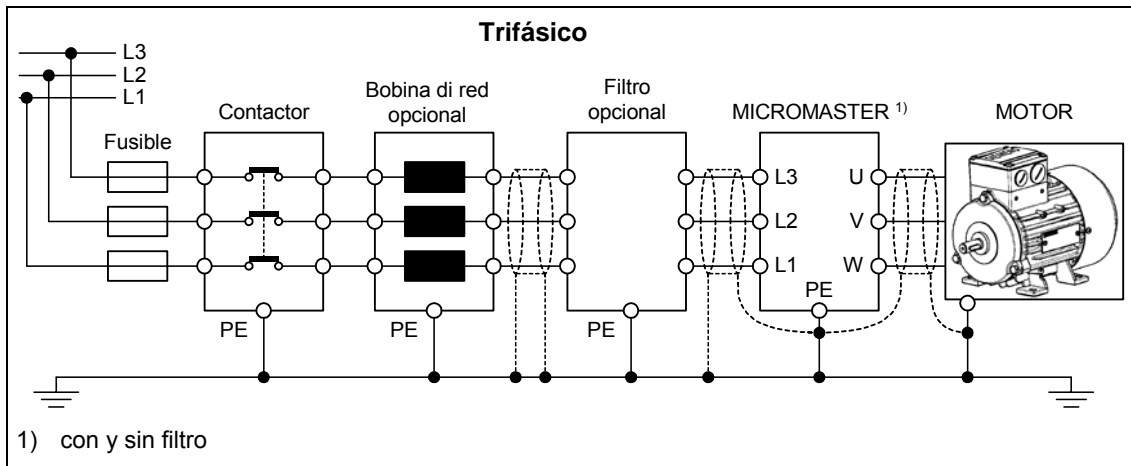 Trifásico
L3
L2
L1
Fusible
Contactor
Bobina di red
opcional
Filtro
opcional
MICROMASTER 1)
MOTOR
L3
U
L2
V
L1
W
PE
PE
PE
PE
1) con y sin filtro